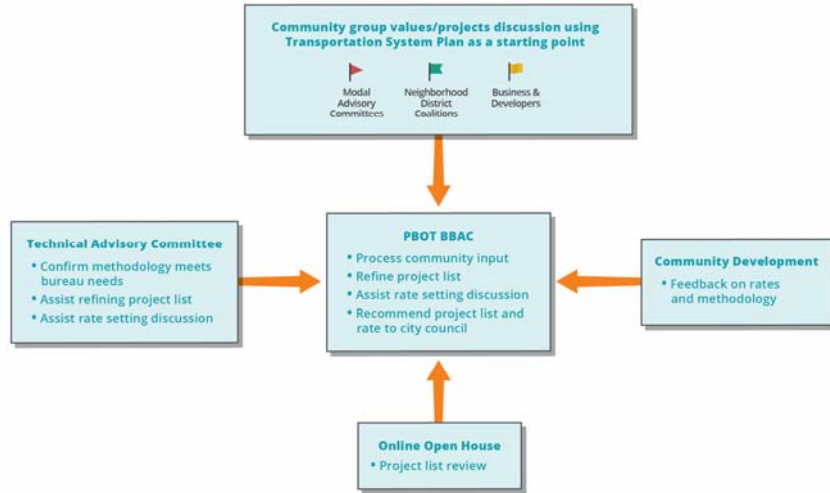 Community group values/projects discussion using
Transportation System Plan as a starting point
Modal
Advisory
Committees
Neighborhood
District
Coalitions
Business &
Developers
Technical Advisory Committee
• Confirm methodology meets
bureau needs
• Assist refining project list
• Assist rate setting discussion
PBOT BBAC
• Process community input
• Refine project list
• Assist rate setting discussion
• Recommend project list and
rate to city council
Community Development
• Feedback on rates
and methodology
Online Open House
• Project list review